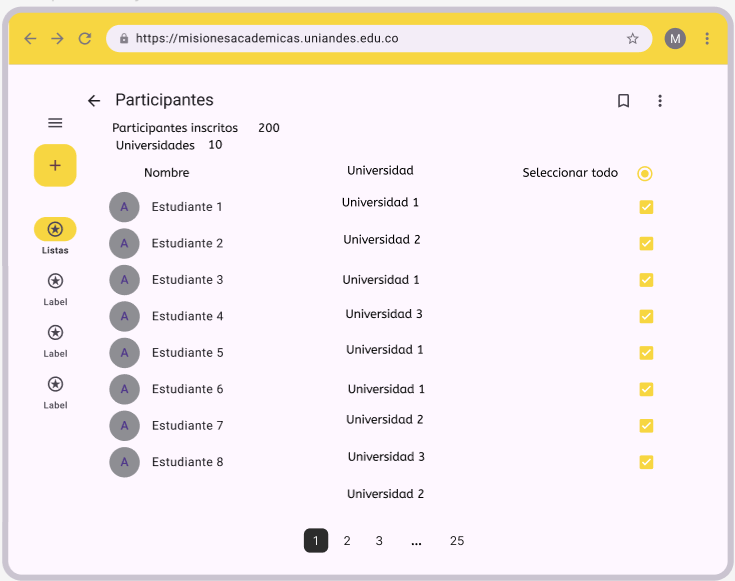 https://misionesacademicas.uniandes.edu.co
M
Participantes
Participantes inscritos 200
Universidades 10
+
Nombre Universidad Seleccionar todo
A Estudiante 1 Universidad 1
A Estudiante 2 Universidad 2
Listas
A Estudiante 3 Universidad 1
Label
A Estudiante 4 Universidad 3
Label
A Estudiante 5 Universidad 1
A Estudiante 6 Universidad 1
Label
A Estudiante 7 Universidad 2
A Estudiante 8 Universidad 3
Universidad 2
1 2 3 ... 25